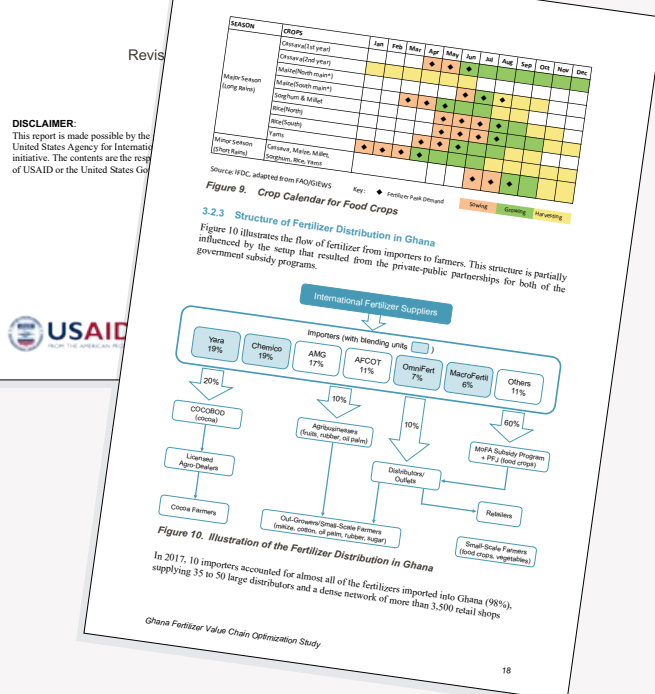 Revis
DISCLAIMER:
This report is made possible by the
United States Agency for Internatio
initiative. The contents are the resp
of USAID or the United States Go
USAID
FROM THE AMERICAN PEO
SEASON CROPS Jan Feb Mar Apr May Jun Jul Aug Sep Oct Nov Dec
Major Season
(Long Rains)
Cassava(1st year)
Cassava(2nd year)
Maize(North main*)
Maize(South main*)
Sorghum & Millet
Rice(North)
Rice(South)
Yams
Minor Season
(Short Rains)
Cassava, Maize, Millet,
Sorghum, Rice, Yams
Source: IFDC, adapted from FAO/GIEWS
Key: Fertilizer Peak Demand
Sowing Growing Harvesting
Figure 9. Crop Calendar for Food Crops
3.2.3 Structure of Fertilizer Distribution in Ghana
Figure 10 illustrates the flow of fertilizer from importers to farmers. This structure is partially
influenced by the setup that resulted from the private-public partnerships for both of the
government subsidy programs.
International Fertilizer Suppliers
Importers (with blending units )
Yara
19%
Chemico
19%
AMG
17%
AFCOT
11%
OmniFert
7%
MacroFertil
6%
Others
11%
20%
10%
10%
60%
COCOBOD
(cocoa)
Agribusinesses
(fruits, rubber, oil palm)
MoFA Subsidy Program
+ PFJ (food crops)
Licensed
Agro-Dealers
Distributors/
Outlets
Retailers
Cocoa Farmers
Out-Growers/Small-Scale Farmers
(maize, cotton, oil palm, rubber, sugar)
Small-Scale Farmers
(food crops, vegetables)
Figure 10. Illustration of the Fertilizer Distribution in Ghana
In 2017, 10 importers accounted for almost all of the fertilizers imported into Ghana (98%),
supplying 35 to 50 large distributors and a dense network of more than 3,500 retail shops
Ghana Fertilizer Value Chain Optimization Study
18